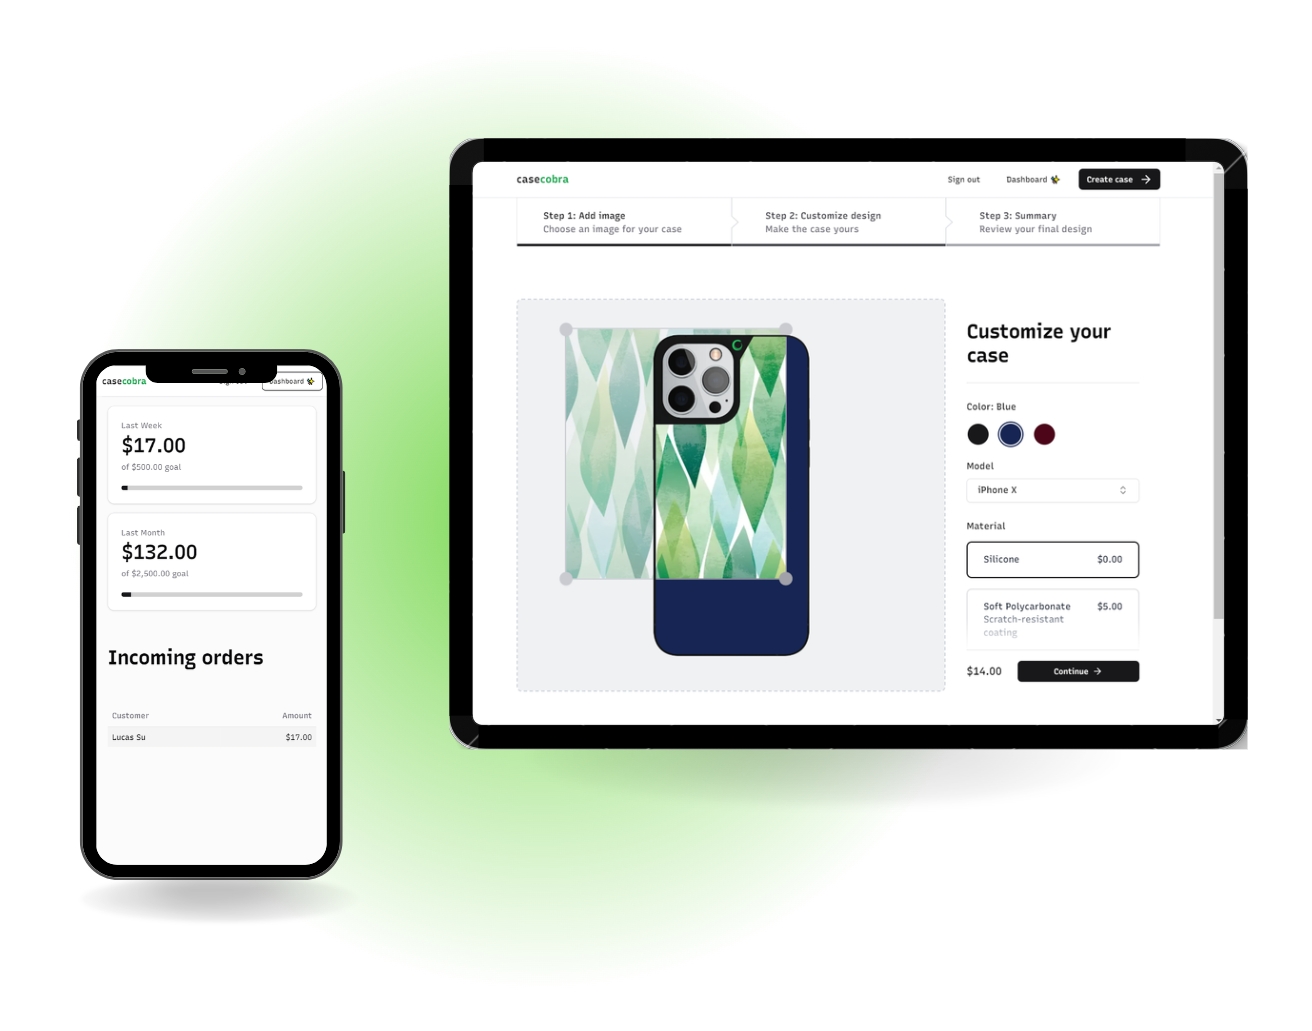 casecobra
Dashboard
Last Week
$17.00
of $500.00 goal
Last Month
$132.00
of $2,500.00 goal
Incoming orders
Customer Amount
Lucas Su $17.00
casecobra
Sign out Dashboard Create case →
Step 1: Add image
Choose an image for your case
Step 2: Customize design
Make the case yours
Step 3: Summary
Review your final design
Customize your
case
Color: Blue
Model
iPhone X
Material
Silicone $0.00
Soft Polycarbonate $5.00
Scratch-resistant
coating
$14.00 Continue →